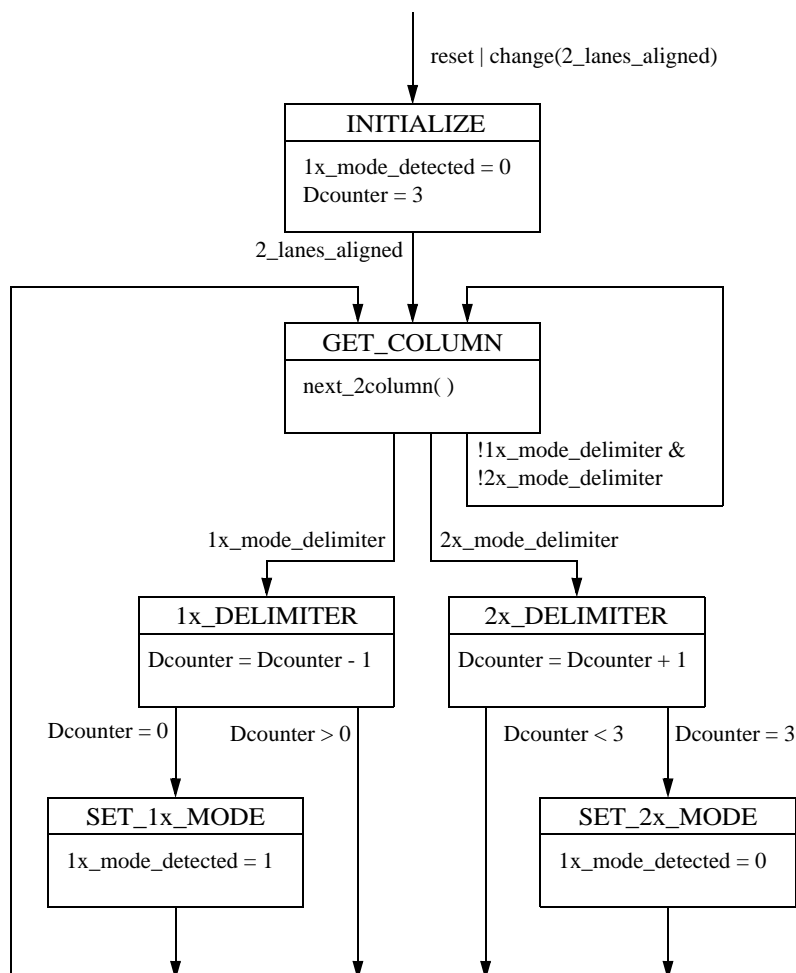 reset | change(2_lanes_aligned)
INITIALIZE
1x_mode_detected = 0
Dcounter = 3
2_lanes_aligned
GET_COLUMN
next_2column( )
!1x_mode_delimiter &
!2x_mode_delimiter
1x_mode_delimiter
2x_mode_delimiter
1x_DELIMITER
Dcounter = Dcounter - 1
2x_DELIMITER
Dcounter = Dcounter + 1
Dcounter = 0
Dcounter > 0
Dcounter < 3
Dcounter = 3
SET_1x_MODE
1x_mode_detected = 1
SET_2x_MODE
1x_mode_detected = 0